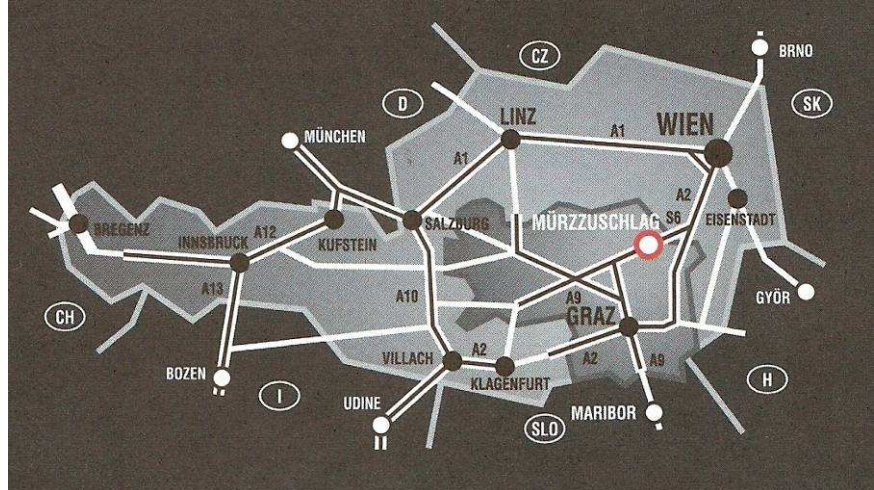 BRNO
CZ
D
SK
LINZ
A1
WIEN
MÜNCHEN
A1
A2
S6
MÜRZZUSCHLAG
EISENSTADT
BREGENZ
A12
KUFSTEIN
SALZBURG
INNSBRUCK
A13
A10
A9
GRAZ
GYÖR
CH
BOZEN
I
VILLACH
A2
KLAGENFURT
A2
A9
H
UDINE
MARIBOR
SLO